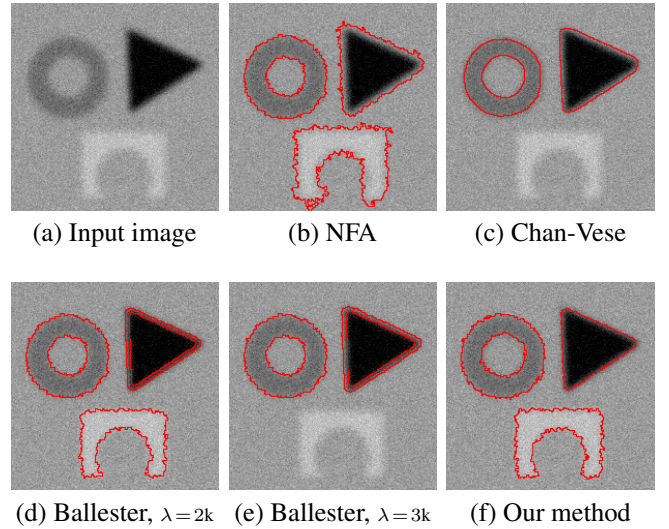 (a) Input image (b) NFA (c) Chan-Vese
(d) Ballester, λ=2k (e) Ballester, λ=3k (f) Our method